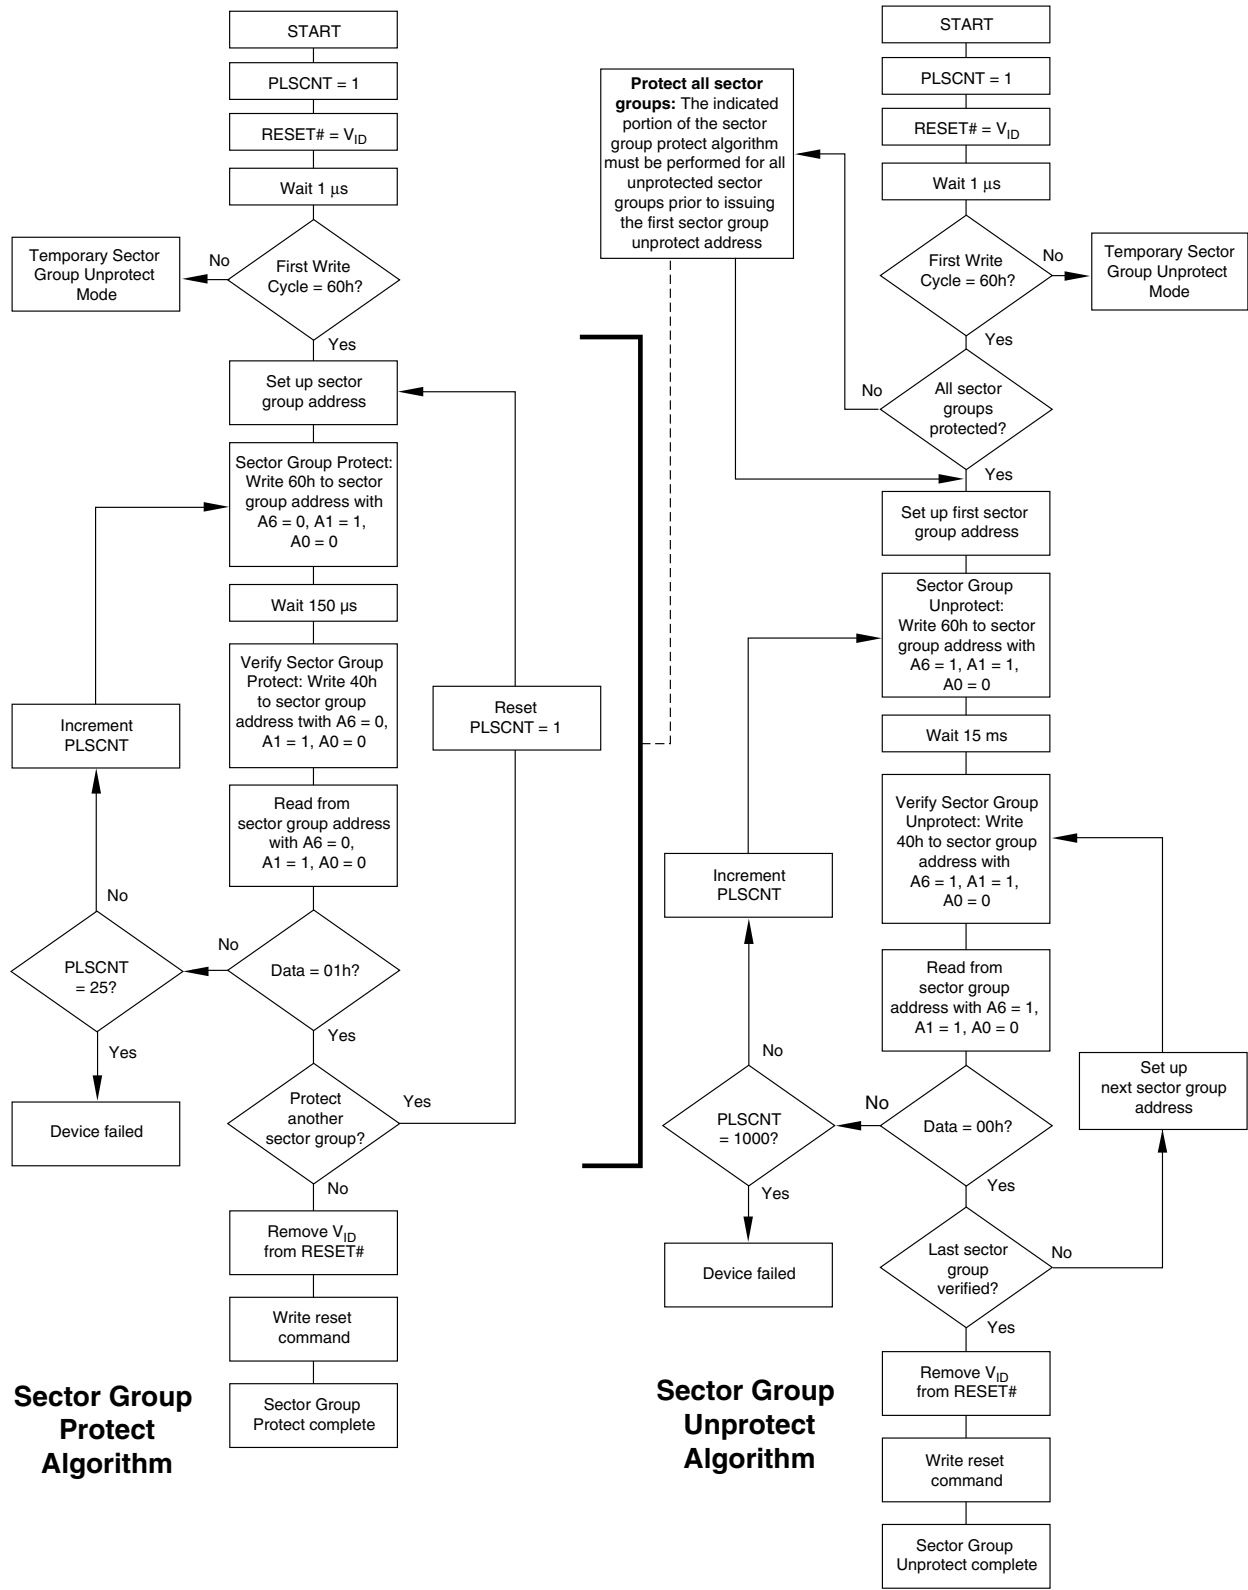 START
PLSCNT = 1
RESET# = VID
Wait 1 μs
First Write
Cycle = 60h?
No
Temporary Sector
Group Unprotect
Mode
Yes
Set up sector
group address
Sector Group Protect:
Write 60h to sector
group address with
A6 = 0, A1 = 1,
A0 = 0
Wait 150 µs
Verify Sector Group
Protect: Write 40h
to sector group
address twith A6 = 0,
A1 = 1, A0 = 0
Increment
PLSCNT
Reset
PLSCNT = 1
Read from
sector group address
with A6 = 0,
A1 = 1, A0 = 0
No
PLSCNT
= 25?
No
Data = 01h?
Yes
Yes
Device failed
Protect
another
sector group?
Yes
No
Remove VID
from RESET#
Write reset
command
Sector Group
Protect complete
Sector Group
Protect
Algorithm
START
PLSCNT = 1
Protect all sector
groups: The indicated
portion of the sector
group protect algorithm
must be performed for all
unprotected sector
groups prior to issuing
the first sector group
unprotect address
RESET# = VID
Wait 1 μs
First Write
Cycle = 60h?
No
Temporary Sector
Group Unprotect
Mode
Yes
No
All sector
groups
protected?
Yes
Set up first sector
group address
Sector Group
Unprotect:
Write 60h to sector
group address with
A6 = 1, A1 = 1,
A0 = 0
Wait 15 ms
Verify Sector Group
Unprotect: Write
40h to sector group
address with
A6 = 1, A1 = 1,
A0 = 0
Increment
PLSCNT
Read from
sector group
address with A6 = 1,
A1 = 1, A0 = 0
No
Set up
next sector group
address
PLSCNT
= 1000?
No
Data = 00h?
Yes
Yes
Device failed
Last sector
group
verified?
No
Yes
Remove VID
from RESET#
Write reset
command
Sector Group
Unprotect complete
Sector Group
Unprotect
Algorithm